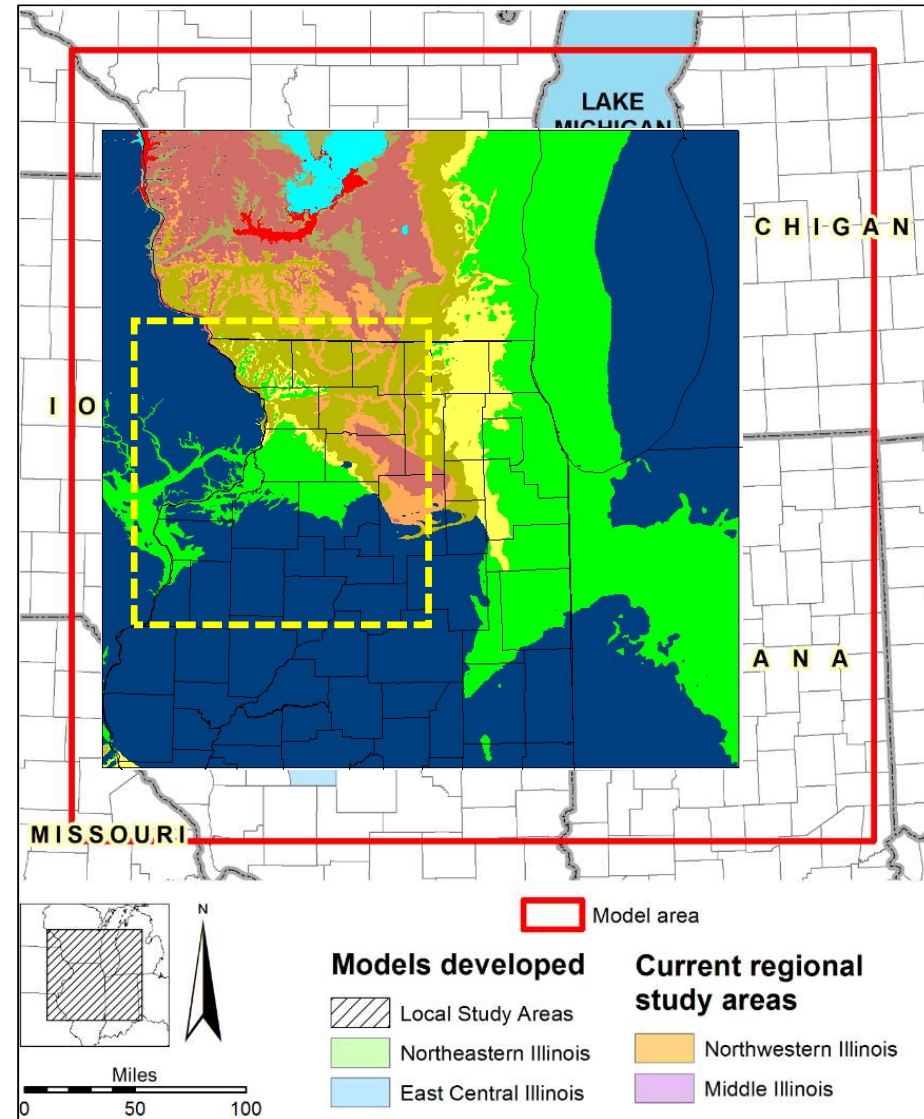 LAKE
MICHIGAN
C H I G A N
I O
A N A
MISSOURI
N
Model area
Models developed
Current regional
study areas
Local Study Areas
Northeastern Illinois
Northwestern Illinois
East Central Illinois
Middle Illinois
Miles
0 50 100